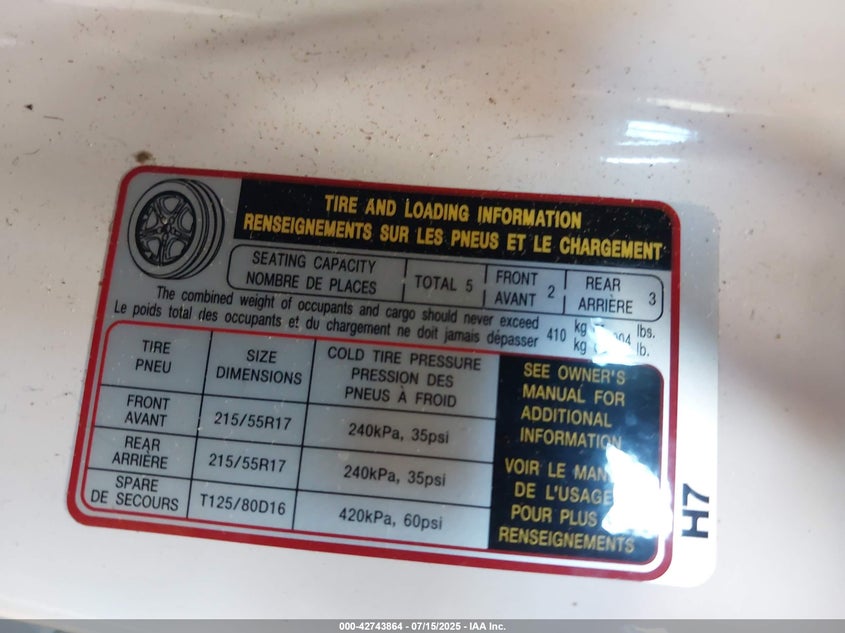 TIRE AND LOADING INFORMATION
RENSEIGNEMENTS SUR LES PNEUS ET LE CHARGEMENT
SEATING CAPACITY
NOMBRE DE PLACES
TOTAL 5
FRONT
AVANT 2
REAR
ARRIÈRE 3
The combined weight of occupants and cargo should never exceed
Le poids total des occupants et du chargement ne doit jamais dépasser
410 kg lbs.
kg lb.
TIRE
PNEU
SIZE
DIMENSIONS
COLD TIRE PRESSURE
PRESSION DES
PNEUS À FROID
FRONT
AVANT
215/55R17
240kPa, 35psi
REAR
ARRIÈRE
215/55R17
240kPa, 35psi
SPARE
DE SECOURS
T125/80D16
420kPa, 60psi
SEE OWNER'S
MANUAL FOR
ADDITIONAL
INFORMATION
VOIR LE
DE L'USAGE
POUR PLUS
RENSEIGNEMENTS
H7
000-42743864 - 07/15/2025 - IAA Inc.